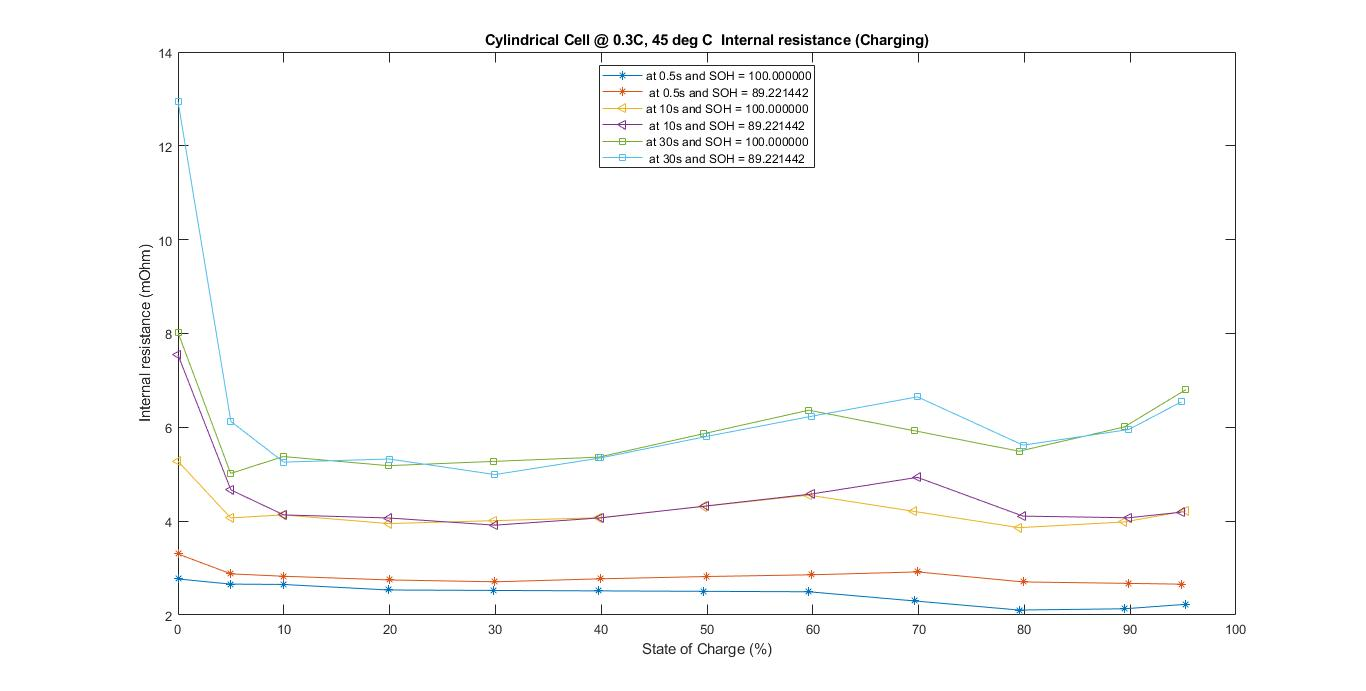 Cylindrical Cell @ 0.3C, 45 deg C  Internal resistance (Charging)
at 0.5s and SOH = 100.000000
at 0.5s and SOH = 89.221442
at 10s and SOH = 100.000000
at 10s and SOH = 89.221442
at 30s and SOH = 100.000000
at 30s and SOH = 89.221442
Internal resistance (mOhm)
14
12
10
8
6
4
2
0 10 20 30 40 50 60 70 80 90 100
State of Charge (%)